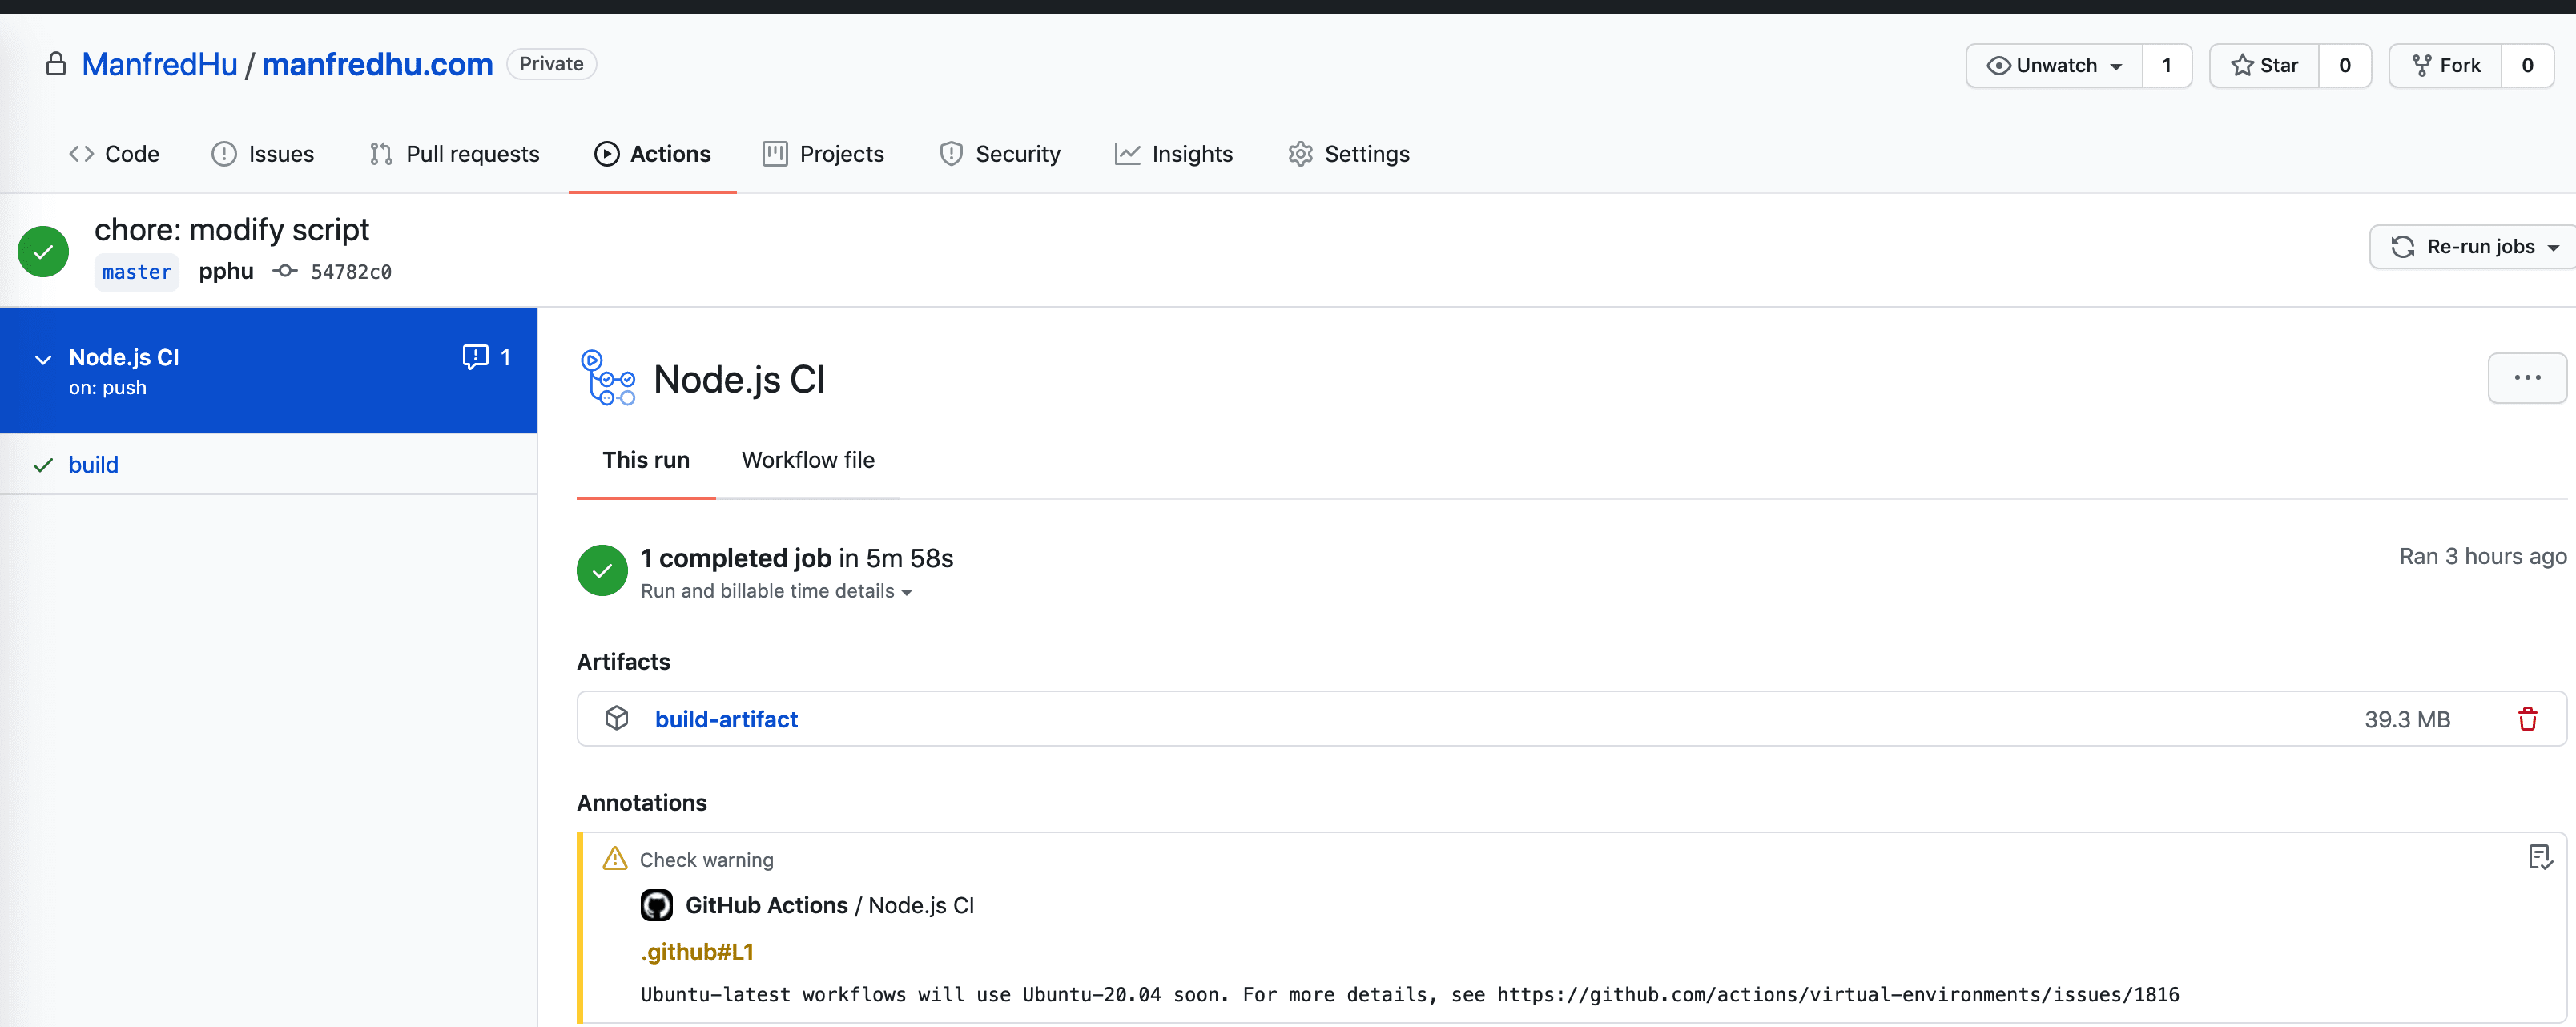 ManfredHu / manfredhu.com Private
Unwatch 1 Star 0 Fork 0
Code Issues Pull requests Actions Projects Security Insights Settings
chore: modify script
master pphu 54782c0
Re-run jobs
Node.js CI 1
on: push
build
Node.js CI
This run Workflow file
1 completed job in 5m 58s
Ran 3 hours ago
Run and billable time details
Artifacts
build-artifact 39.3 MB
Annotations
Check warning
GitHub Actions / Node.js CI
.github#L1
Ubuntu-latest workflows will use Ubuntu-20.04 soon. For more details, see https://github.com/actions/virtual-environments/issues/1816